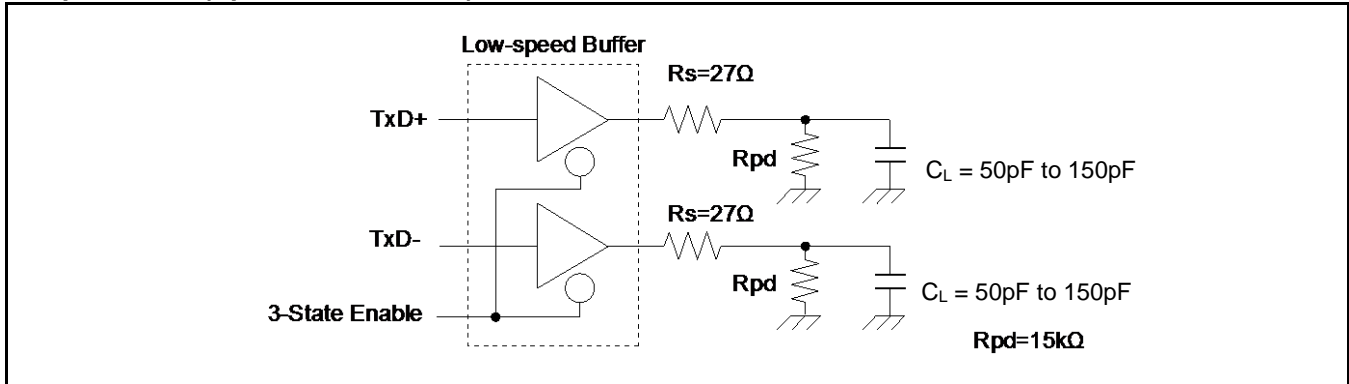 Low-speed Buffer
Rs=27Ω
TxD+
Rpd
CL = 50pF to 150pF
Rs=27Ω
TxD-
Rpd
CL = 50pF to 150pF
3-State Enable
Rpd=15kΩ